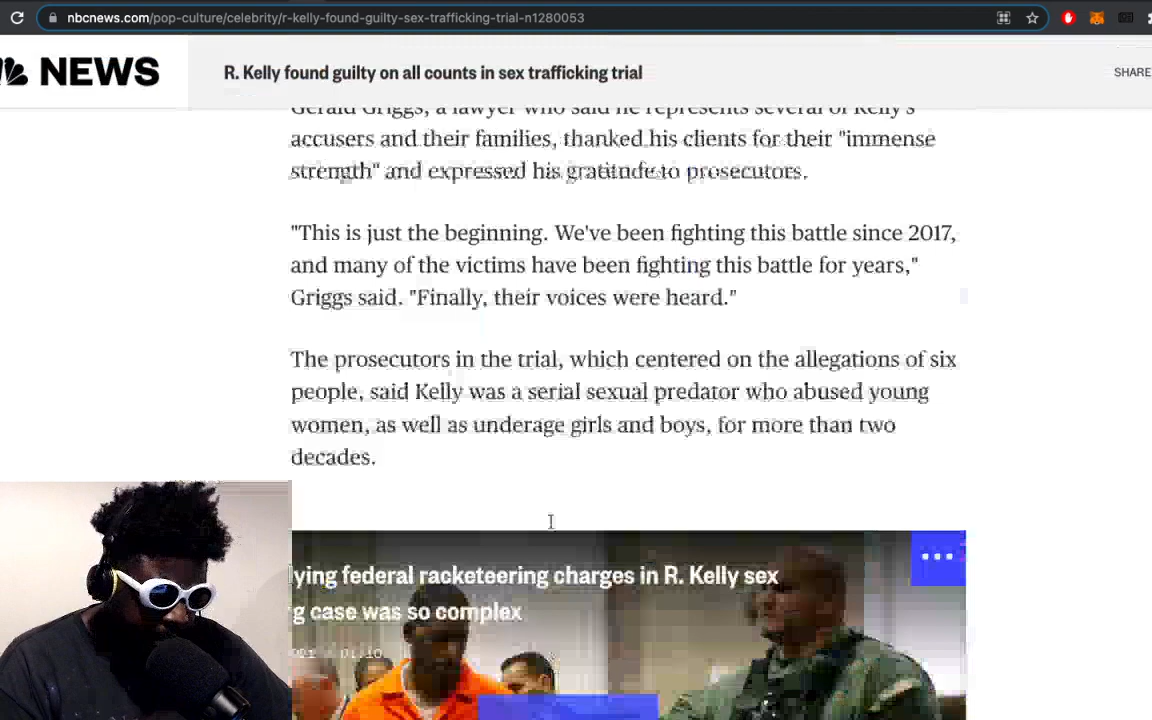 nbcnews.com/pop-culture/celebrity/r-kelly-found-guilty-sex-trafficking-trial-n1280053
NEWS
R. Kelly found guilty on all counts in sex trafficking trial
SHARE
Gerald Griggs, a lawyer who said he represents several of Kelly's
accusers and their families, thanked his clients for their "immense
strength" and expressed his gratitude to prosecutors.
"This is just the beginning. We've been fighting this battle since 2017,
and many of the victims have been fighting this battle for years,"
Griggs said. "Finally, their voices were heard."
The prosecutors in the trial, which centered on the allegations of six
people, said Kelly was a serial sexual predator who abused young
women, as well as underage girls and boys, for more than two
decades.
ying federal racketeering charges in R. Kelly sex
g case was so complex
01:10